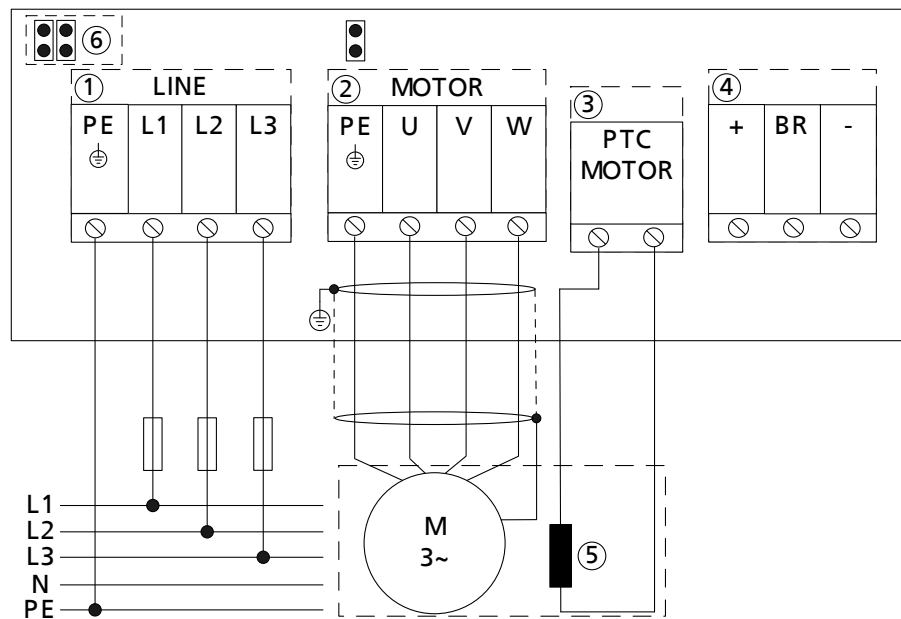 ⑥
① LINE
PE L1 L2 L3
② MOTOR
PE U V W
③
PTC
MOTOR
④
+ BR -
L1
L2
L3
N
PE
M
3~
⑤